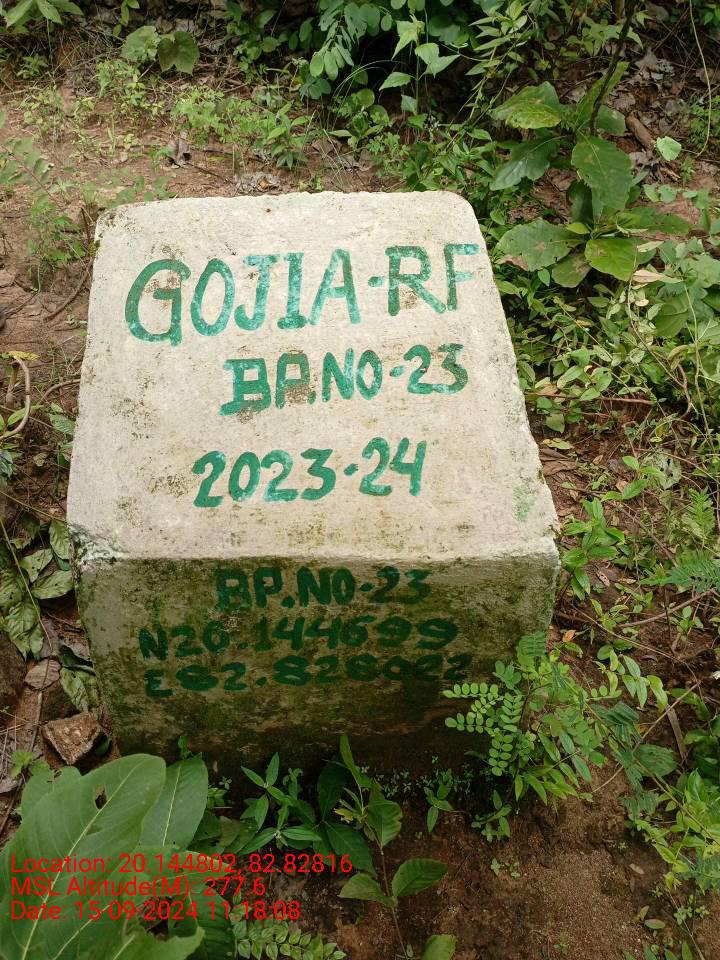 GOJIA-RF
BP.NO-23
2023-24
BP.NO-23
N20.144699
E82.828022
Location: 20.144802, 82.82816
MSL Altitude(M): 277.6
Date: 15-09-2024 11:18:08